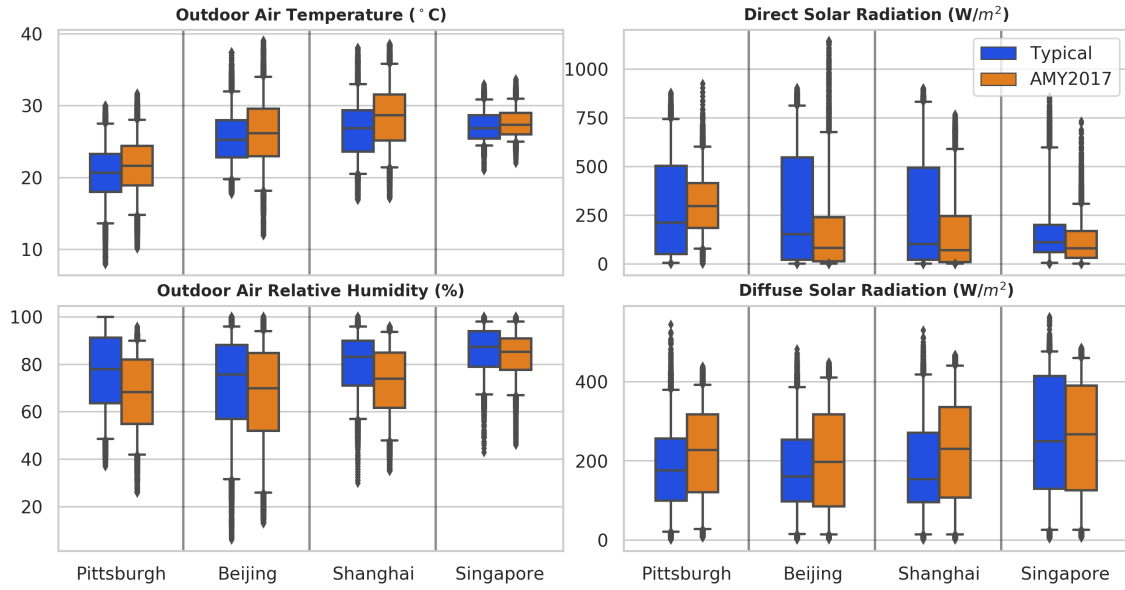 Outdoor Air Temperature (°C)
40
30
20
10
Direct Solar Radiation (W/m²)
1000
750
500
250
0
Typical
AMY2017
Outdoor Air Relative Humidity (%)
100
80
60
40
20
Pittsburgh Beijing Shanghai Singapore
Diffuse Solar Radiation (W/m²)
400
200
0
Pittsburgh Beijing Shanghai Singapore